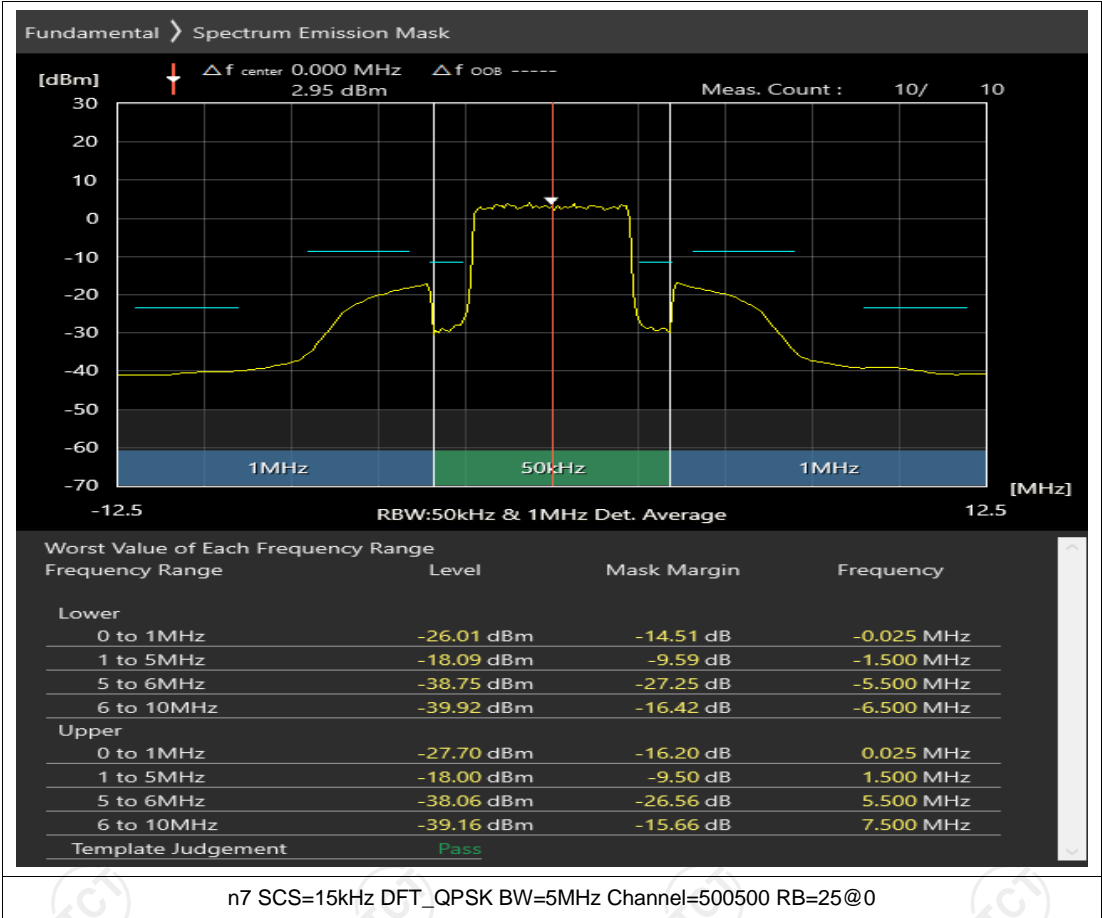 Fundamental 〉 Spectrum Emission Mask
[dBm] △f center 0.000 MHz △f OOB -----
2.95 dBm Meas. Count : 10/ 10
30
20
10
0
-10
-20
-30
-40
-50
-60
1MHz 50kHz 1MHz
-70
[MHz]
-12.5 RBW:50kHz & 1MHz Det. Average 12.5
Worst Value of Each Frequency Range
Frequency Range Level Mask Margin Frequency
Lower
0 to 1MHz -26.01 dBm -14.51 dB -0.025 MHz
1 to 5MHz -18.09 dBm -9.59 dB -1.500 MHz
5 to 6MHz -38.75 dBm -27.25 dB -5.500 MHz
6 to 10MHz -39.92 dBm -16.42 dB -6.500 MHz
Upper
0 to 1MHz -27.70 dBm -16.20 dB 0.025 MHz
1 to 5MHz -18.00 dBm -9.50 dB 1.500 MHz
5 to 6MHz -38.06 dBm -26.56 dB 5.500 MHz
6 to 10MHz -39.16 dBm -15.66 dB 7.500 MHz
Template Judgement Pass
n7 SCS=15kHz DFT_QPSK BW=5MHz Channel=500500 RB=25@0
TCT TCT TCT TCT TCT